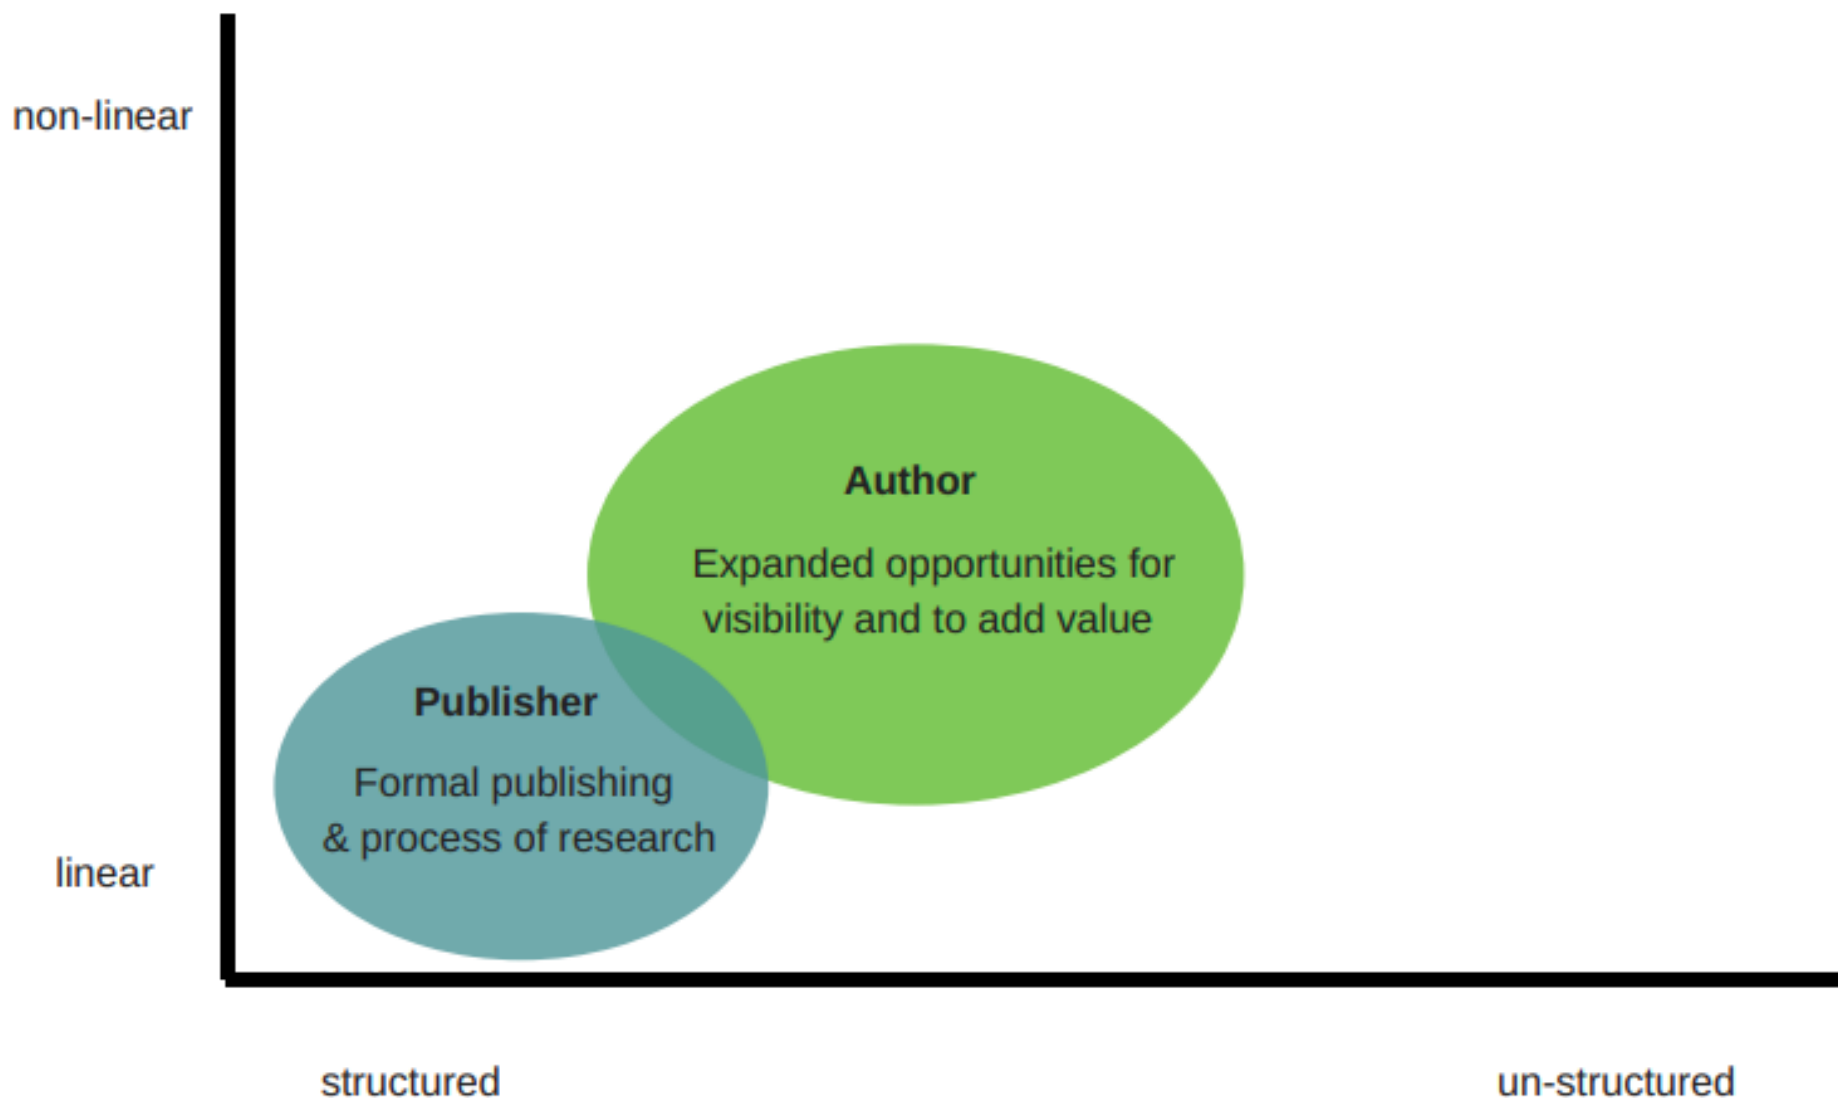 non-linear
Author
Expanded opportunities for
visibility and to add value
Publisher
Formal publishing
& process of research
linear
structured
un-structured